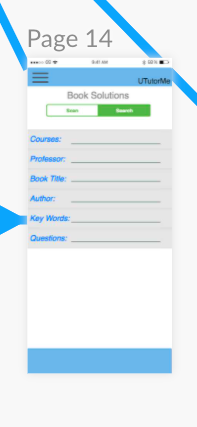 Page 14
9:41 AM
UTutorMe
Book Solutions
Scan Search
Courses:
Professor:
Book Title:
Author:
Key Words:
Questions: